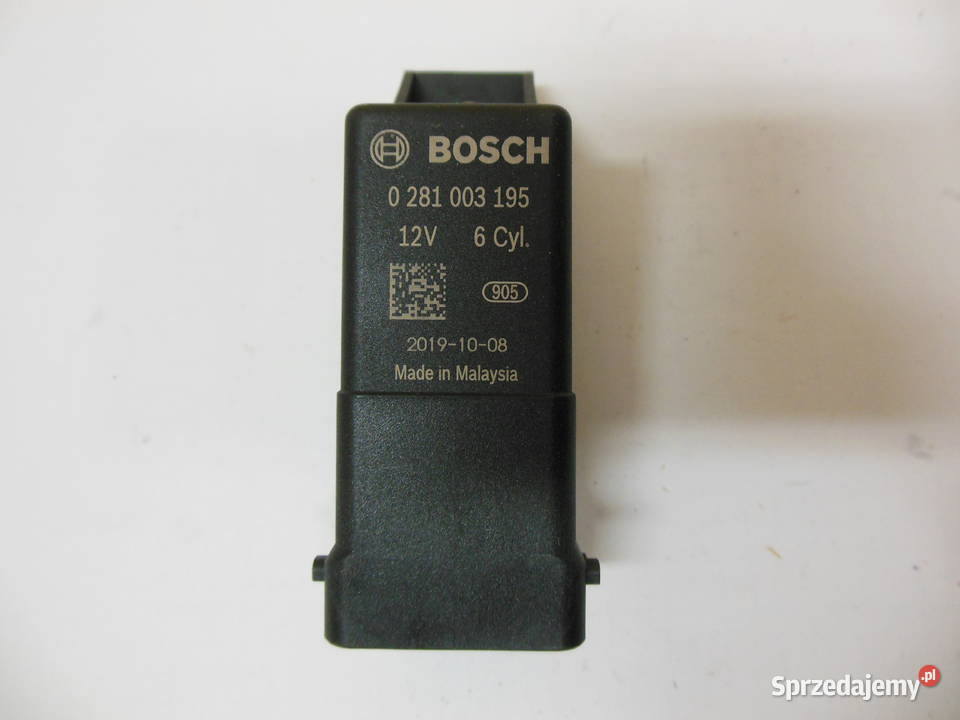 BOSCH
0 281 003 195
12V 6 Cyl.
905
2019-10-08
Made in Malaysia
Sprzedajemy.pl